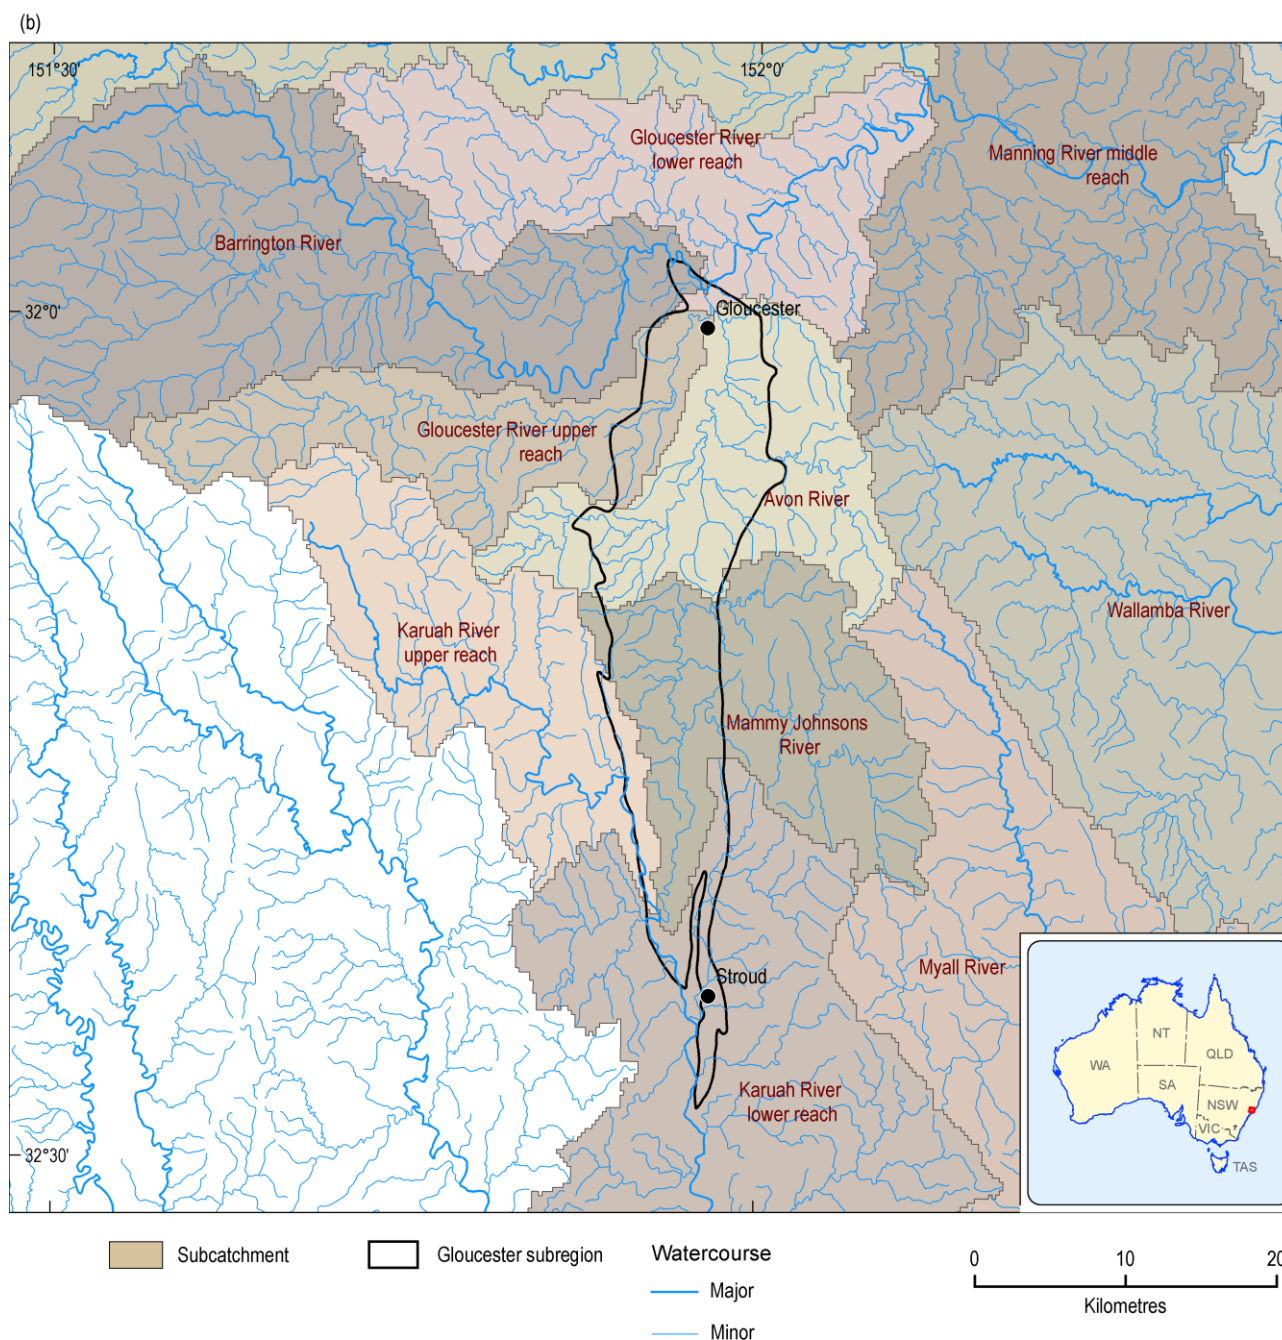 (b)
151°30'
152°0'
Gloucester River
lower reach
Manning River middle
reach
Barrington River
32°0'
Gloucester
Gloucester River upper
reach
Avon River
Karuah River
upper reach
Wallamba River
Mammy Johnsons
River
Myall River
Stroud
Karuah River
lower reach
32°30'
NT
WA
QLD
SA
NSW
VIC
TAS
Subcatchment
Gloucester subregion
Watercourse
Major
Minor
0
10
20
Kilometres